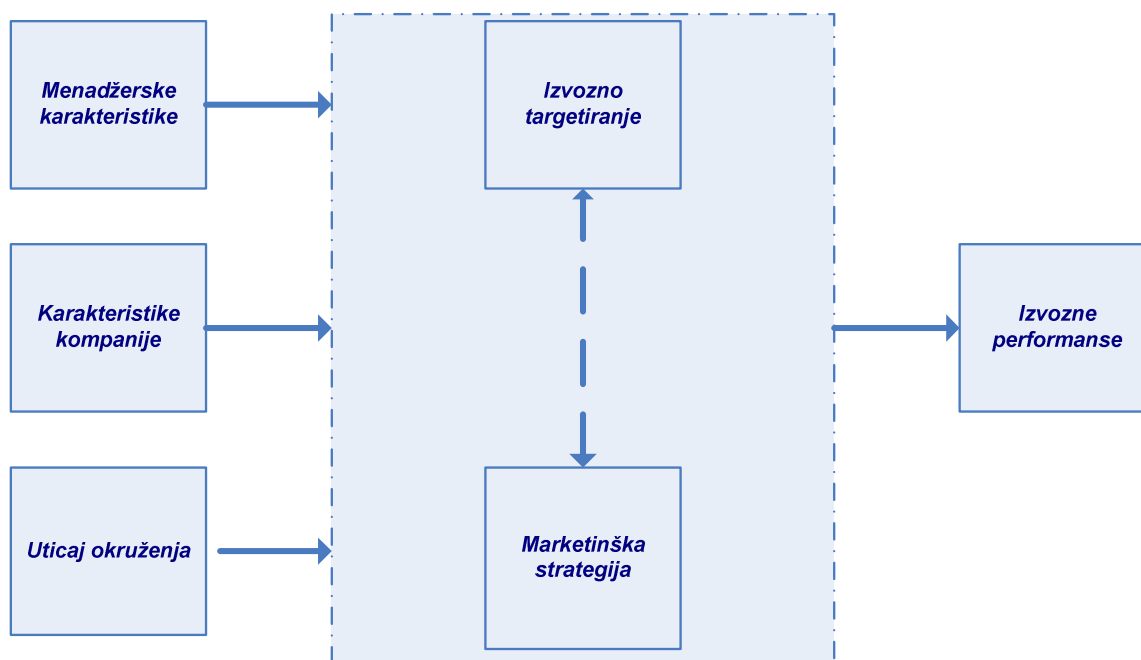 Menadžerske
karakteristike
Izvozno
targetiranje
Karakteristike
kompanije
Izvozne
performanse
Uticaj okruženja
Marketinška
strategija